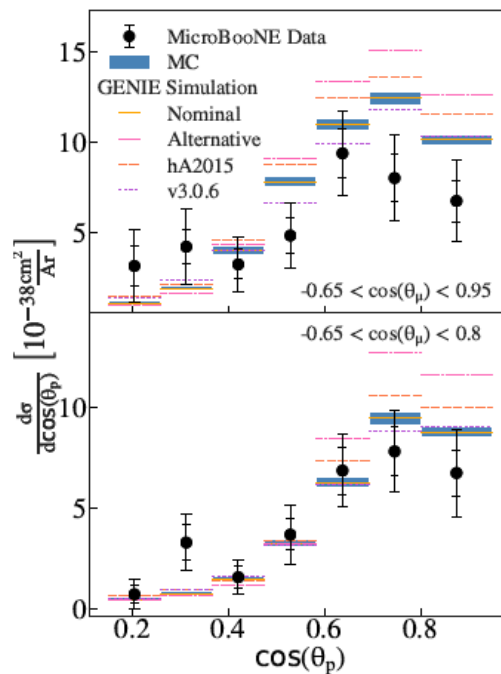 15
10
5
MicroBooNE Data
MC
GENIE Simulation
Nominal
Alternative
hA2015
v3.0.6
-0.65 < cos(θμ) < 0.95
dσ/dcos(θp) [10⁻³⁸ cm²/Ar]
-0.65 < cos(θμ) < 0.8
10
5
0
0.2 0.4 0.6 0.8
cos(θp)